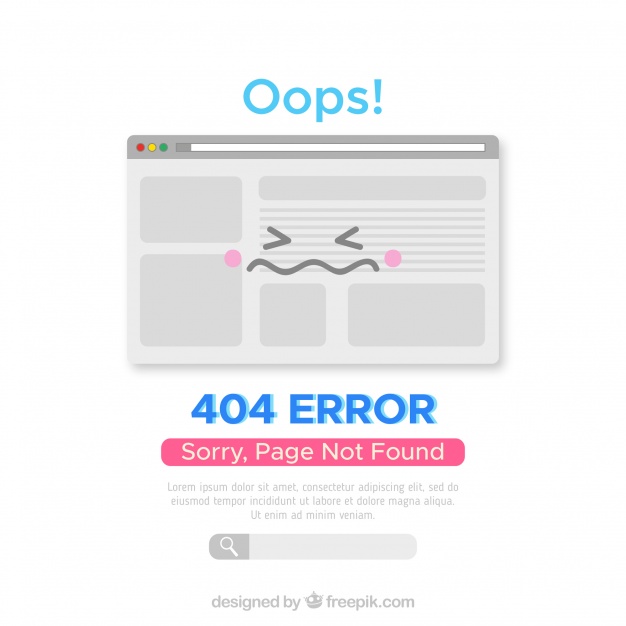 Oops!
404 ERROR
Sorry, Page Not Found
Lorem ipsum dolor sit amet, consectetur adipiscing elit, sed do
eiusmod tempor incididunt ut labore et dolore magna aliqua.
Ut enim ad minim veniam.
designed by freepik.com